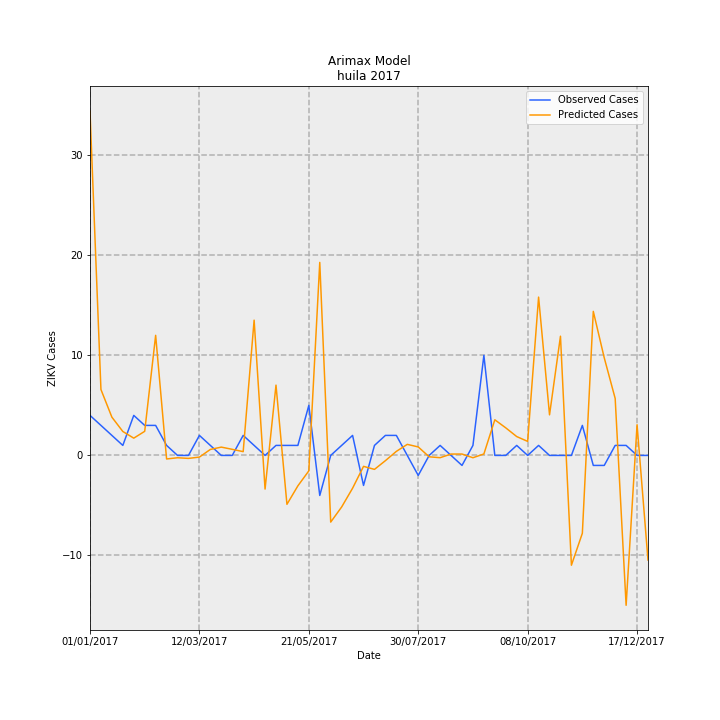 Arimax Model
huila 2017
Observed Cases
Predicted Cases
30
20
10
0
−10
ZIKV Cases
01/01/2017 12/03/2017 21/05/2017 30/07/2017 08/10/2017 17/12/2017
Date